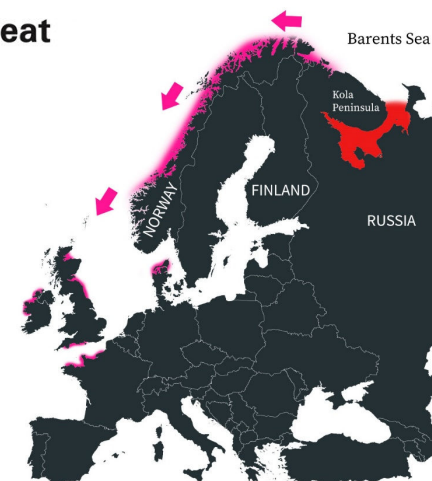 eat
Barents Sea
Kola
Peninsula
FINLAND
NORWAY
RUSSIA